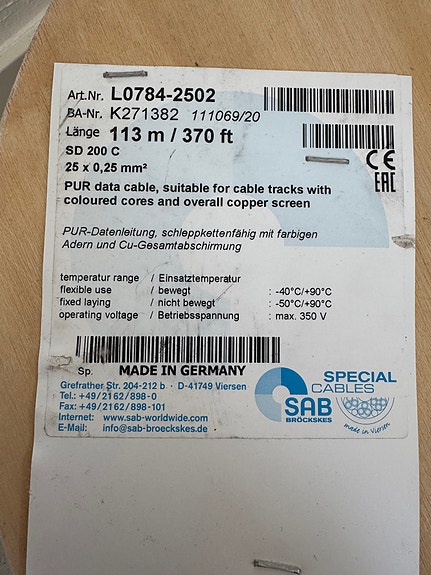 Art.Nr. L0784-2502
BA-Nr. K271382 111069/20
Länge 113 m / 370 ft
SD 200 C
25 x 0,25 mm²
CE
EAC
PUR data cable, suitable for cable tracks with
coloured cores and overall copper screen
PUR-Datenleitung, schleppkettenfähig mit farbigen
Adern und Cu-Gesamtabschirmung
temperatur range / Einsatztemperatur
flexible use / bewegt : -40°C/+90°C
fixed laying / nicht bewegt : -50°C/+90°C
operating voltage / Betriebsspannung : max. 350 V
Sp. MADE IN GERMANY
Grefrather Str. 204-212 b · D-41749 Viersen
Tel.: +49/2162/898-0
Fax: +49/2162/898-101
Internet: www.sab-worldwide.com
E-Mail: info@sab-broeckskes.de
SAB
BRÖCKSKES
SPECIAL
CABLES
made in Viersen